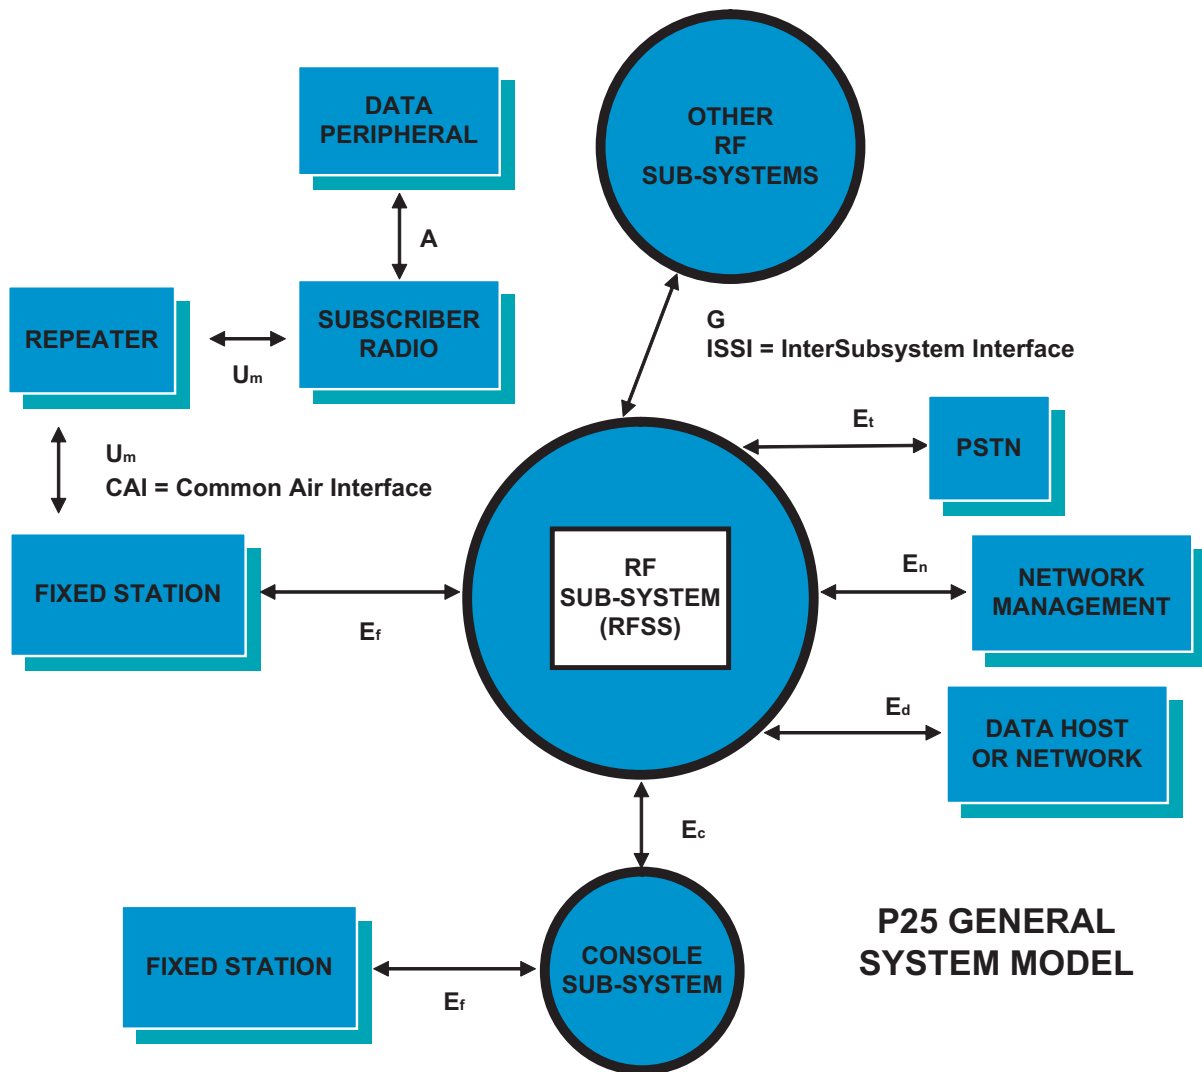 DATA
PERIPHERAL
OTHER
RF
SUB-SYSTEMS
A
SUBSCRIBER
RADIO
REPEATER
Um
G
ISSI = InterSubsystem Interface
Um
CAI = Common Air Interface
Et
PSTN
FIXED STATION
Ef
RF
SUB-SYSTEM
(RFSS)
En
NETWORK
MANAGEMENT
Ed
DATA HOST
OR NETWORK
Ec
FIXED STATION
Ef
CONSOLE
SUB-SYSTEM
P25 GENERAL
SYSTEM MODEL